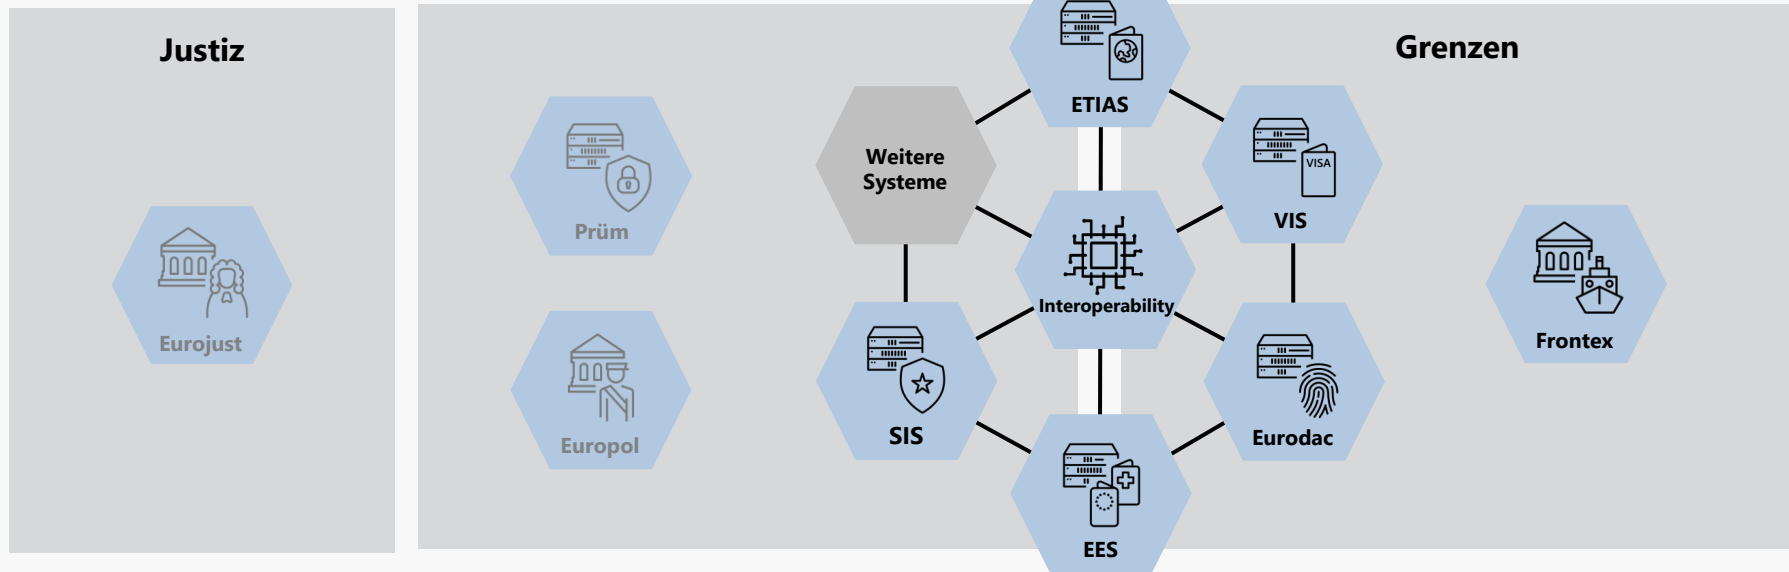 Justiz
Grenzen
ETIAS
Weitere
Systeme
VISA
VIS
Prüm
Interoperability
Eurojust
Frontex
SIS
Eurodac
Europol
EES